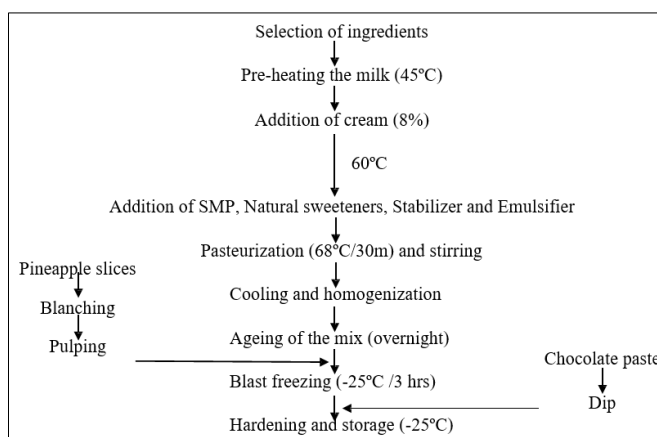 Selection of ingredients
Pre-heating the milk (45ºC)
Addition of cream (8%)
60ºC
Addition of SMP, Natural sweeteners, Stabilizer and Emulsifier
Pasteurization (68ºC/30m) and stirring
Pineapple slices
Cooling and homogenization
Blanching
Ageing of the mix (overnight)
Pulping
Chocolate paste
Blast freezing (-25ºC /3 hrs)
Dip
Hardening and storage (-25ºC)